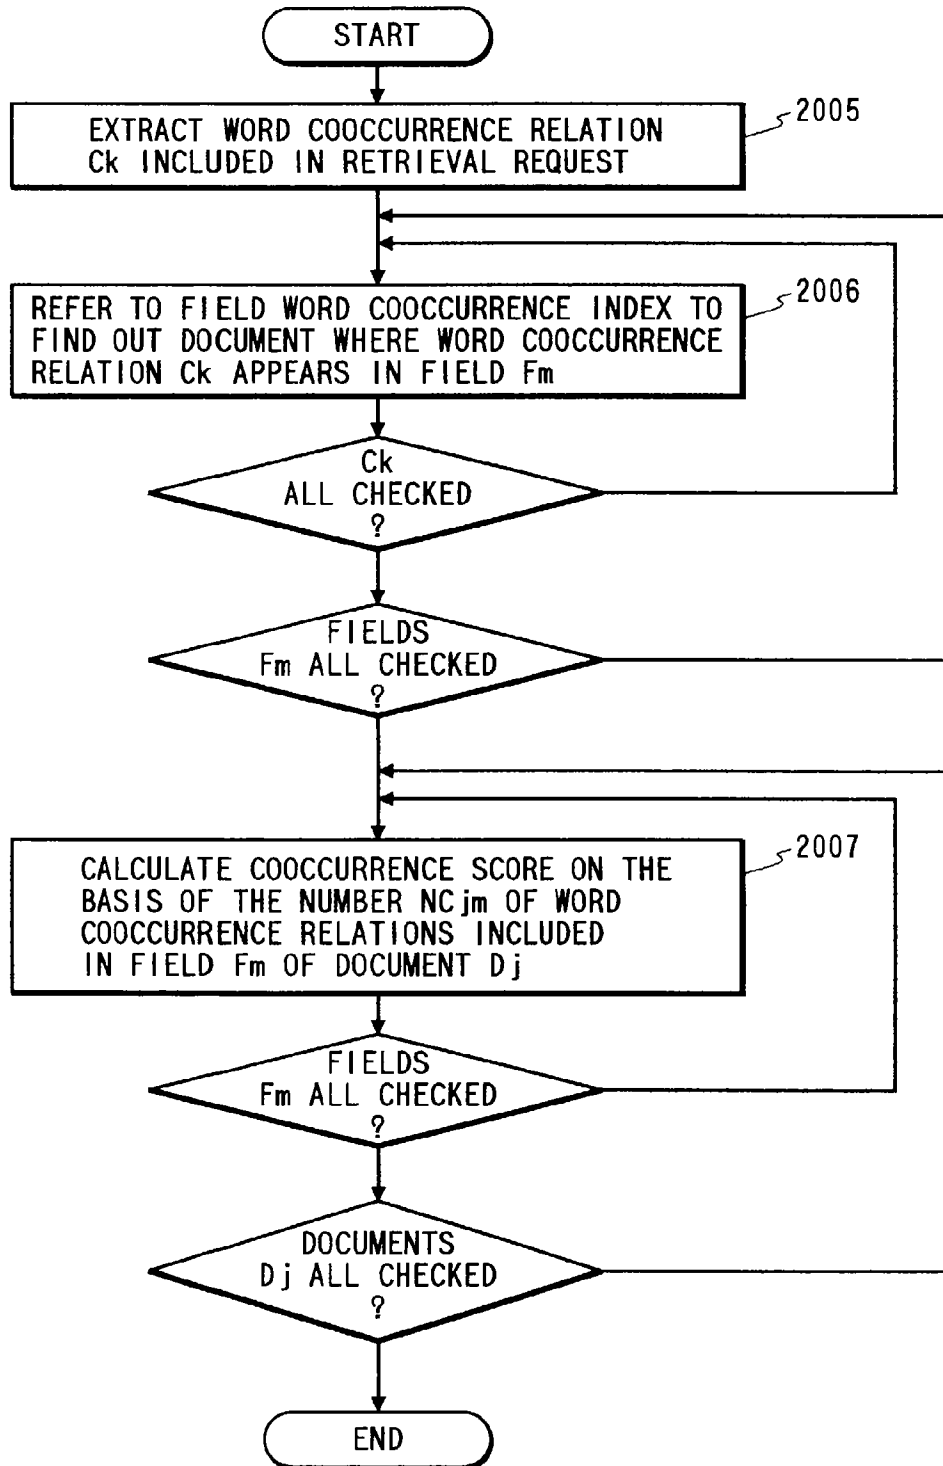 START
EXTRACT WORD COOCCURRENCE RELATION
Ck INCLUDED IN RETRIEVAL REQUEST
2005
REFER TO FIELD WORD COOCCURRENCE INDEX TO
FIND OUT DOCUMENT WHERE WORD COOCCURRENCE
RELATION Ck APPEARS IN FIELD Fm
2006
Ck
ALL CHECKED
?
FIELDS
Fm ALL CHECKED
?
CALCULATE COOCCURRENCE SCORE ON THE
BASIS OF THE NUMBER NCjm OF WORD
COOCCURRENCE RELATIONS INCLUDED
IN FIELD Fm OF DOCUMENT Dj
2007
FIELDS
Fm ALL CHECKED
?
DOCUMENTS
Dj ALL CHECKED
?
END